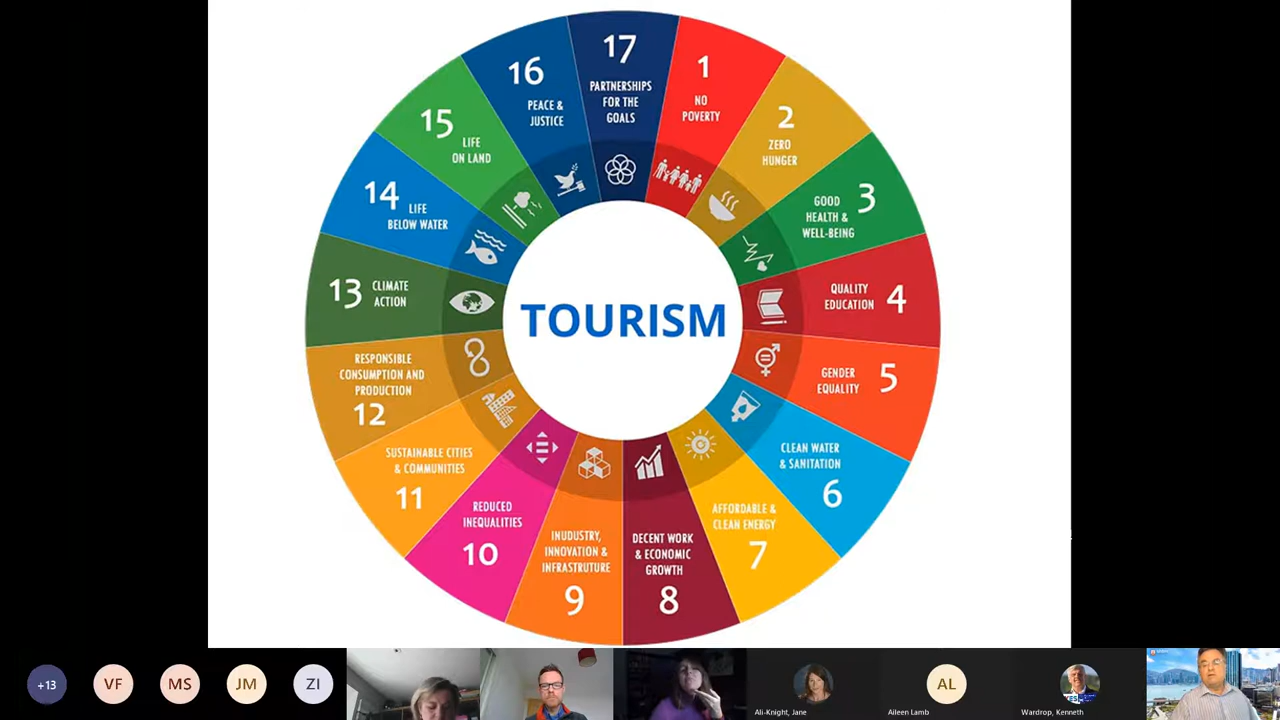 17
PARTNERSHIPS
FOR THE
GOALS
1
NO
POVERTY
2
ZERO
HUNGER
3
GOOD
HEALTH &
WELL-BEING
QUALITY
EDUCATION
4
GENDER
EQUALITY
5
CLEAN WATER
& SANITATION
6
AFFORDABLE &
CLEAN ENERGY
7
DECENT WORK
& ECONOMIC
GROWTH
8
INUDUSTRY,
INNOVATION &
INFRASTRUTURE
9
REDUCED
INEQUALITIES
10
SUSTAINABLE CITIES
& COMMUNITIES
11
RESPONSIBLE
CONSUMPTION AND
PRODUCTION
12
13 CLIMATE
ACTION
14 LIFE
BELOW WATER
15
LIFE
ON LAND
16
PEACE &
JUSTICE
TOURISM
+13
VF
MS
JM
ZI
Ali-Knight, Jane
AL
Aileen Lamb
Wardrop, Kenneth